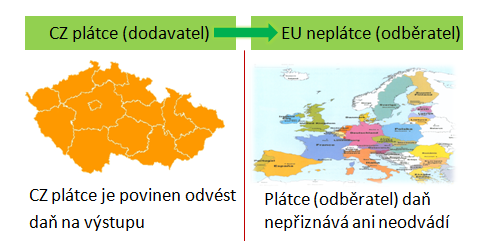 CZ plátce (dodavatel)
EU neplátce (odběratel)
CZ plátce je povinen odvést
daň na výstupu
Plátce (odběratel) daň
nepřiznává ani neodvádí